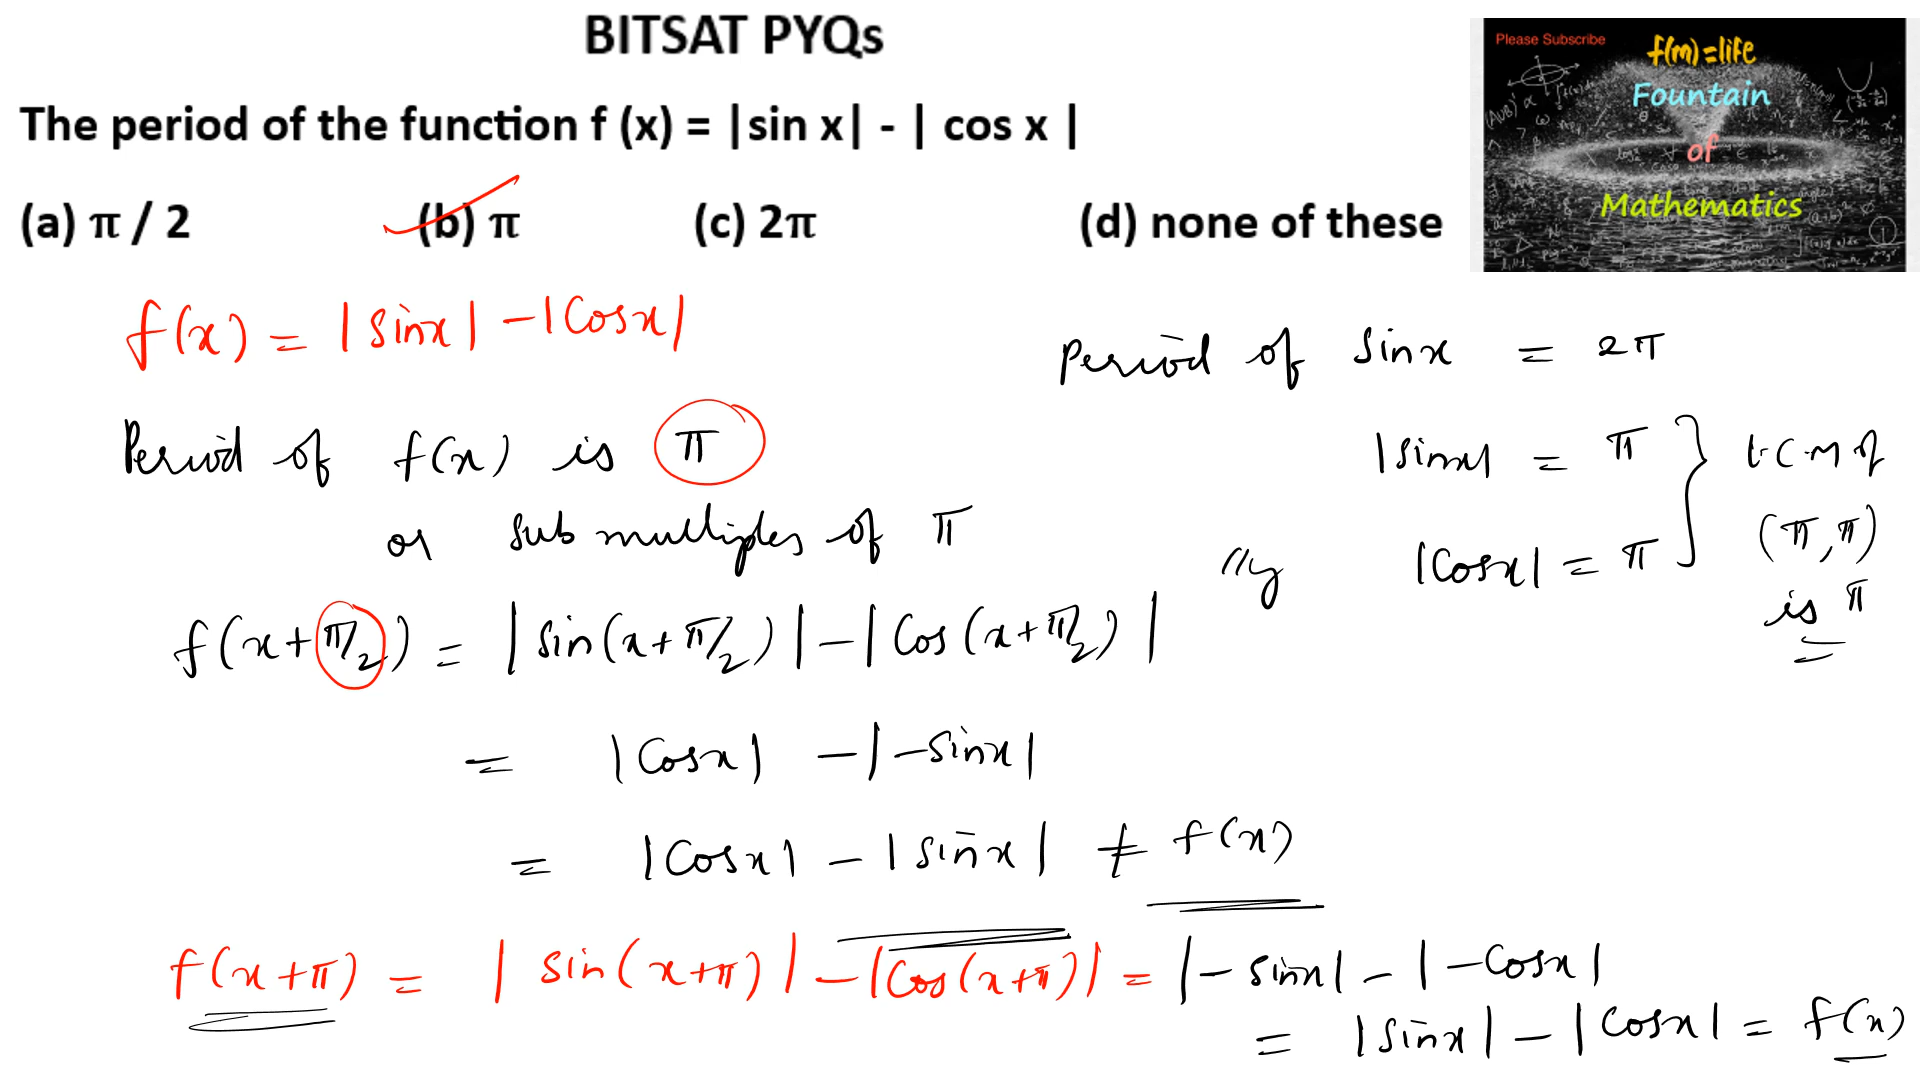 BITSAT PYQs
Please Subscribe
f(m)=life
Fountain
of
Mathematics
The period of the function f (x) = |sin x| - | cos x |
(a) π / 2 (b) π (c) 2π (d) none of these
f(x) = |sinx| - |Cosx|
Period of sinx = 2π
Period of f(x) is π
|sinx| = π } L.C.M of
or sub multiples of π
(π, π)
|||y |Cosx| = π
is π
f(x+π/2) = |sin(x+π/2)| - |Cos(x+π/2)|
= |Cosx| - |-sinx|
= |Cosx| - |sinx| ≠ f(x)
f(x+π) = |sin(x+π)| - |Cos(x+π)| = |-sinx| - |-Cosx|
= |sinx| - |Cosx| = f(x)